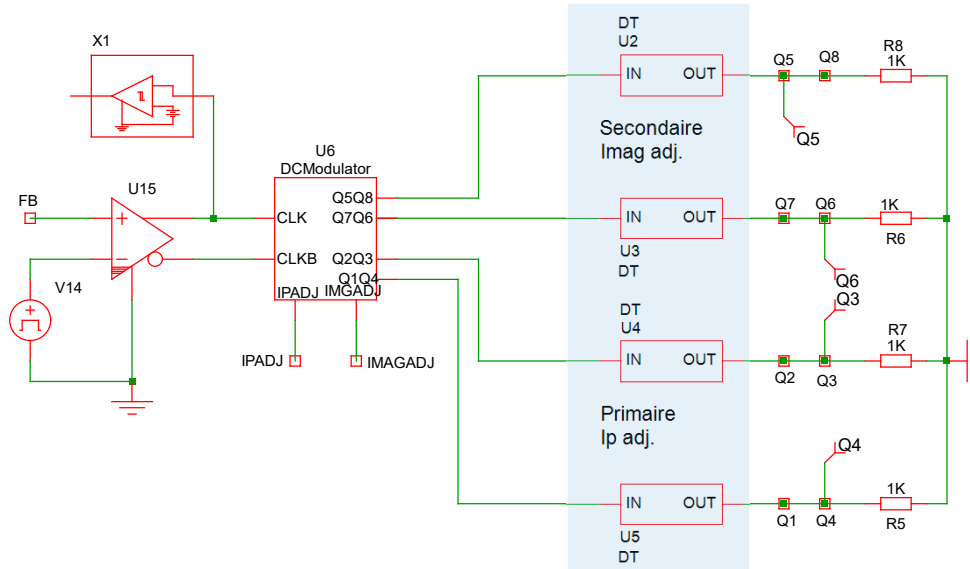 DT
U2
X1
IN OUT
Q5 Q8
R8
1K
Q5
Secondaire
Imag adj.
U6
DCModulator
FB
U15
CLK
CLKB
Q5Q8
Q7Q6
Q2Q3
Q1Q4
IPADJ
IMGADJ
IN OUT
U3
DT
Q7 Q6
1K
R6
Q6
Q3
V14
IPADJ
IMAGADJ
DT
U4
IN OUT
Q2 Q3
R7
1K
Primaire
Ip adj.
Q4
IN OUT
U5
DT
Q1 Q4
1K
R5